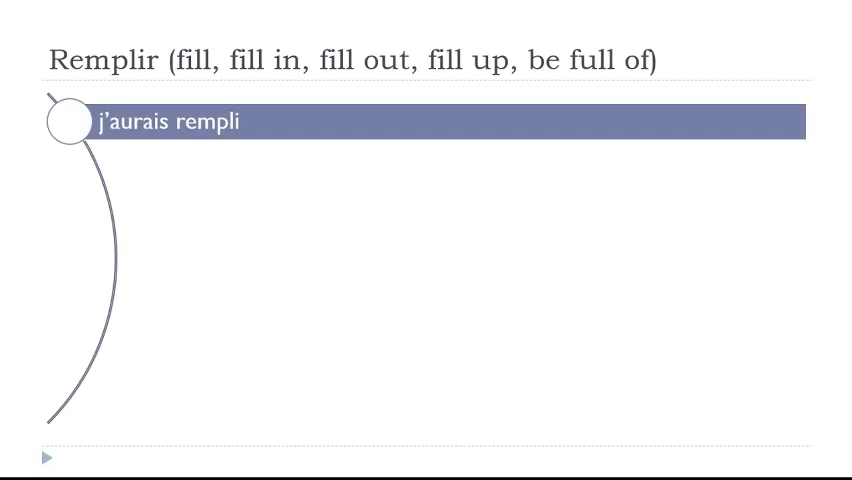 Remplir (fill, fill in, fill out, fill up, be full of)
j’aurais rempli